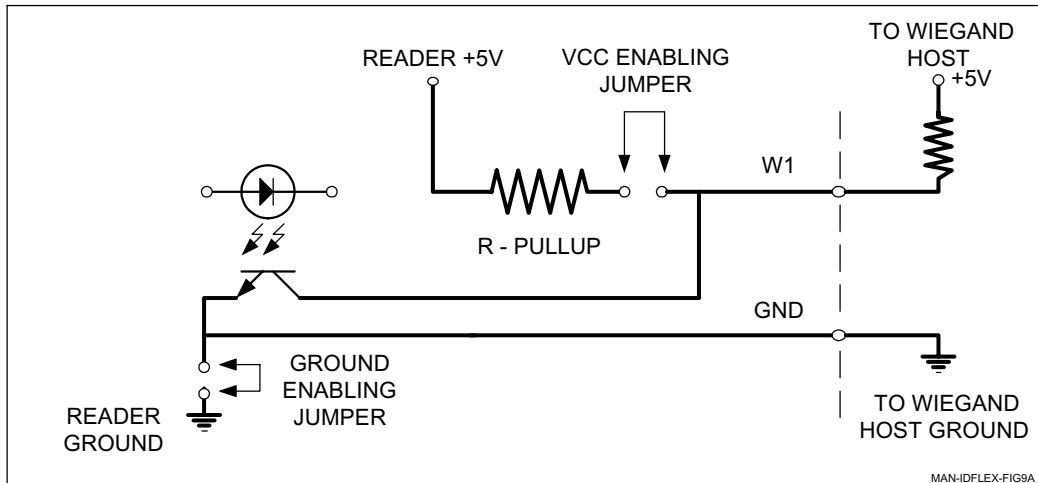 READER +5V
VCC ENABLING
JUMPER
TO WIEGAND
HOST
+5V
W1
R - PULLUP
GND
GROUND
ENABLING
JUMPER
READER
GROUND
TO WIEGAND
HOST GROUND
MAN-IDFLEX-FIG9A